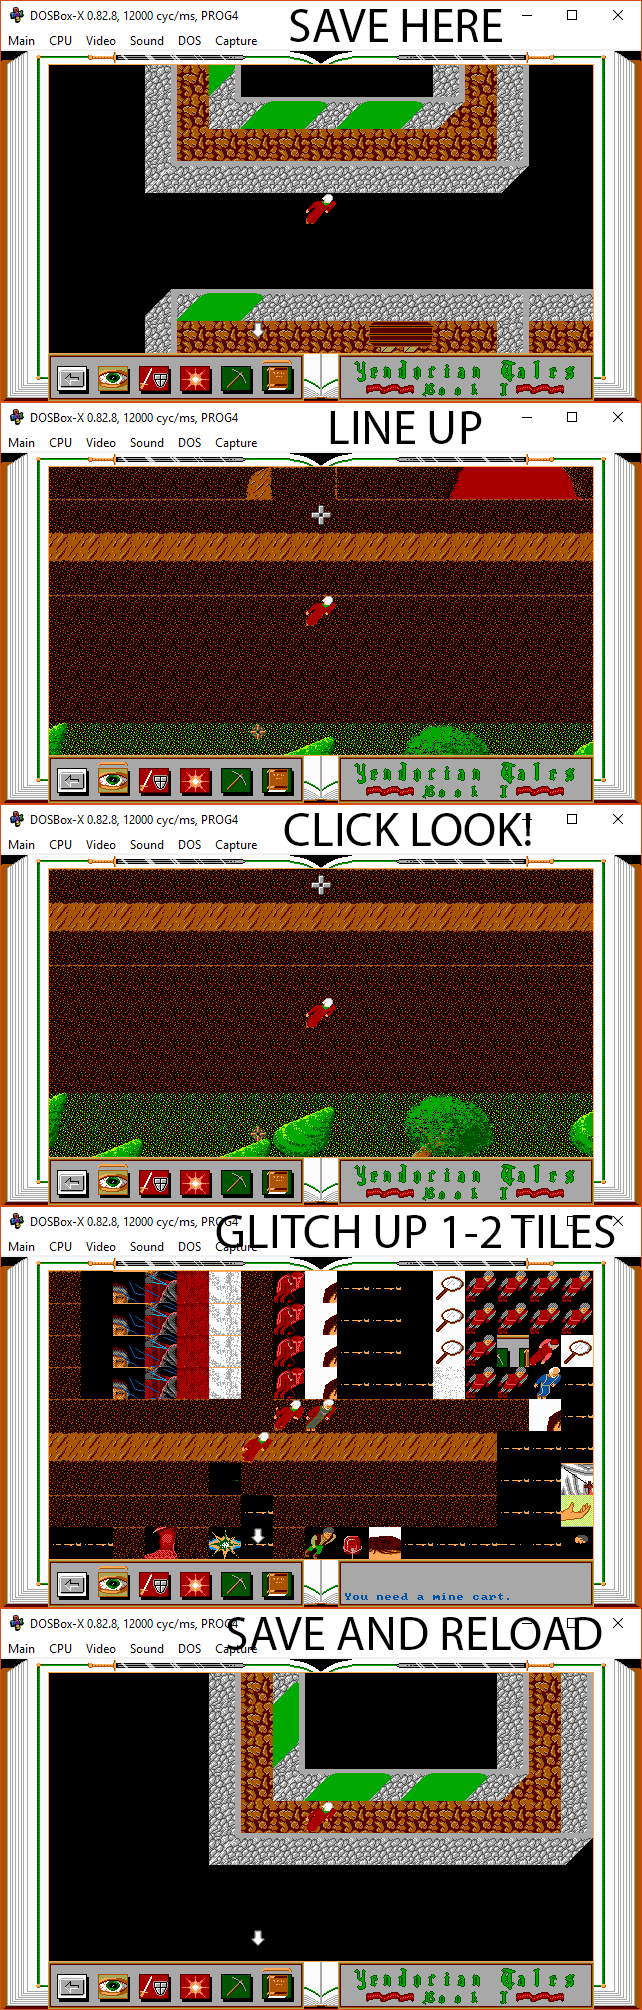 DOSBox-X 0.82.8, 12000 cyc/ms, PROG4
SAVE HERE
Main CPU Video Sound DOS Capture
Yendorian Tales
Book I
DOSBox-X 0.82.8, 12000 cyc/ms, PROG4
LINE UP
Main CPU Video Sound DOS Capture
Yendorian Tales
Book I
DOSBox-X 0.82.8, 12000 cyc/ms, PROG4
CLICK LOOK!
Main CPU Video Sound DOS Capture
Yendorian Tales
Book I
DOSBox-X 0.82.8, 12000 cyc/ms, PROG4
GLITCH UP 1-2 TILES
Main CPU Video Sound DOS Capture
You need a mine cart.
DOSBox-X 0.82.8, 12000 cyc/ms, PROG4
SAVE AND RELOAD
Main CPU Video Sound DOS Capture
Yendorian Tales
Book I